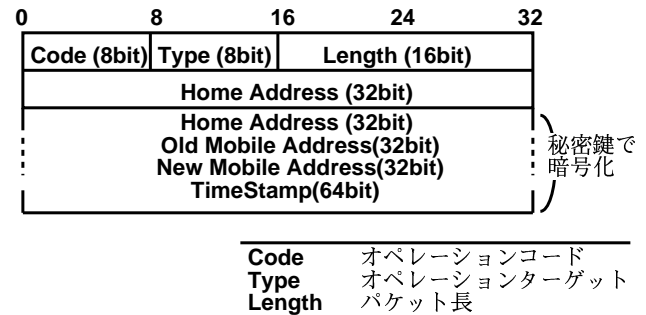 0 8 16 24 32
Code (8bit) Type (8bit) Length (16bit)
Home Address (32bit)
Home Address (32bit)
Old Mobile Address(32bit)
New Mobile Address(32bit)
TimeStamp(64bit)
秘密鍵で
暗号化
Code オペレーションコード
Type オペレーションターゲット
Length パケット長